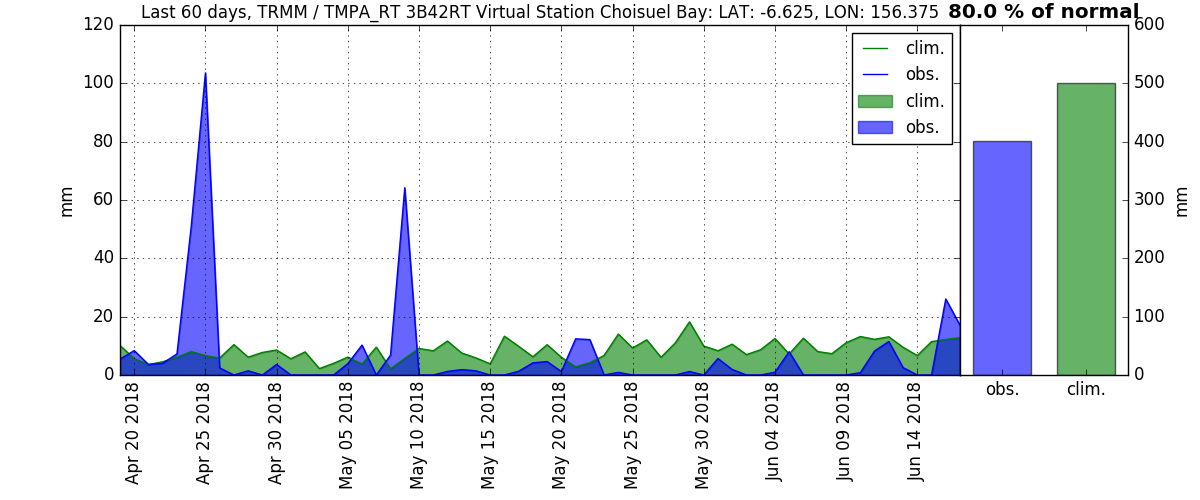 Last 60 days, TRMM / TMPA_RT 3B42RT Virtual Station Choisuel Bay: LAT: -6.625, LON: 156.375 80.0 % of normal
120
100
80
60
40
20
0
mm
clim.
obs.
clim.
obs.
600
500
400
300
200
100
0
mm
Apr 20 2018
Apr 25 2018
Apr 30 2018
May 05 2018
May 10 2018
May 15 2018
May 20 2018
May 25 2018
May 30 2018
Jun 04 2018
Jun 09 2018
Jun 14 2018
obs.
clim.